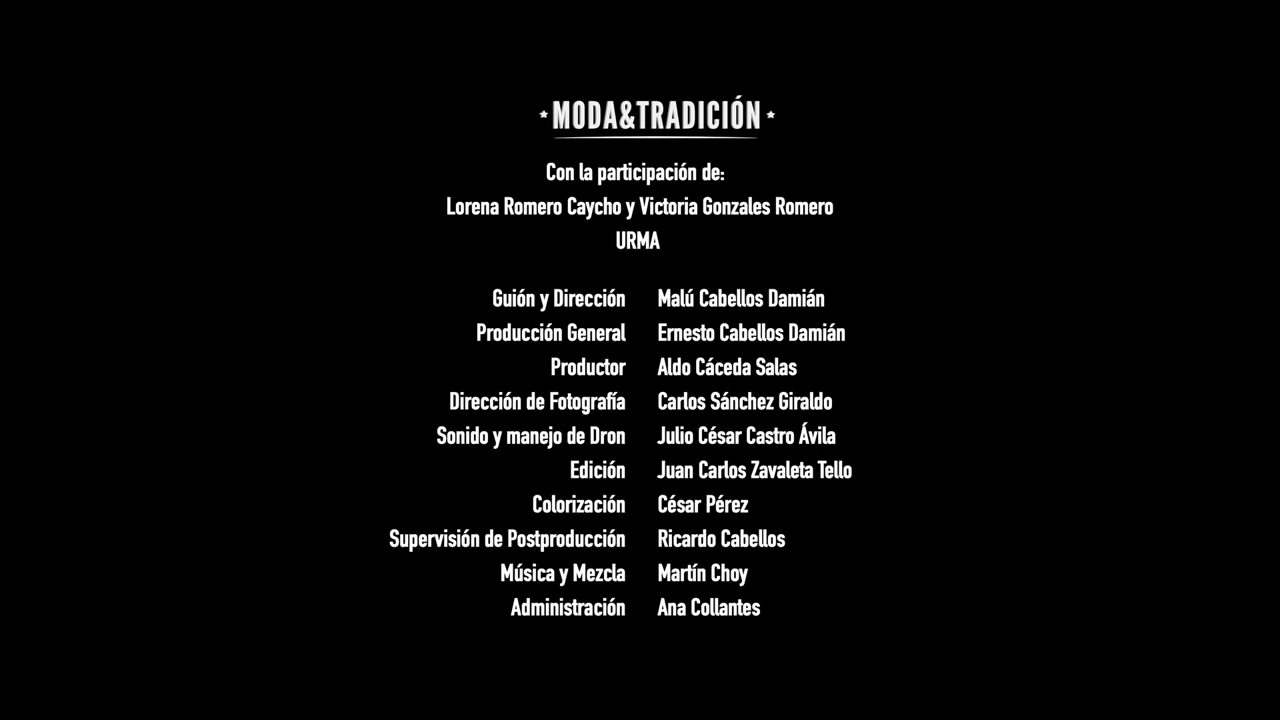 MODA&TRADICIÓN
Con la participación de:
Lorena Romero Caycho y Victoria Gonzales Romero
URMA
Guión y Dirección Malú Cabellos Damián
Producción General Ernesto Cabellos Damián
Productor Aldo Cáceda Salas
Dirección de Fotografía Carlos Sánchez Giraldo
Sonido y manejo de Dron Julio César Castro Ávila
Edición Juan Carlos Zavaleta Tello
Colorización César Pérez
Supervisión de Postproducción Ricardo Cabellos
Música y Mezcla Martín Choy
Administración Ana Collantes